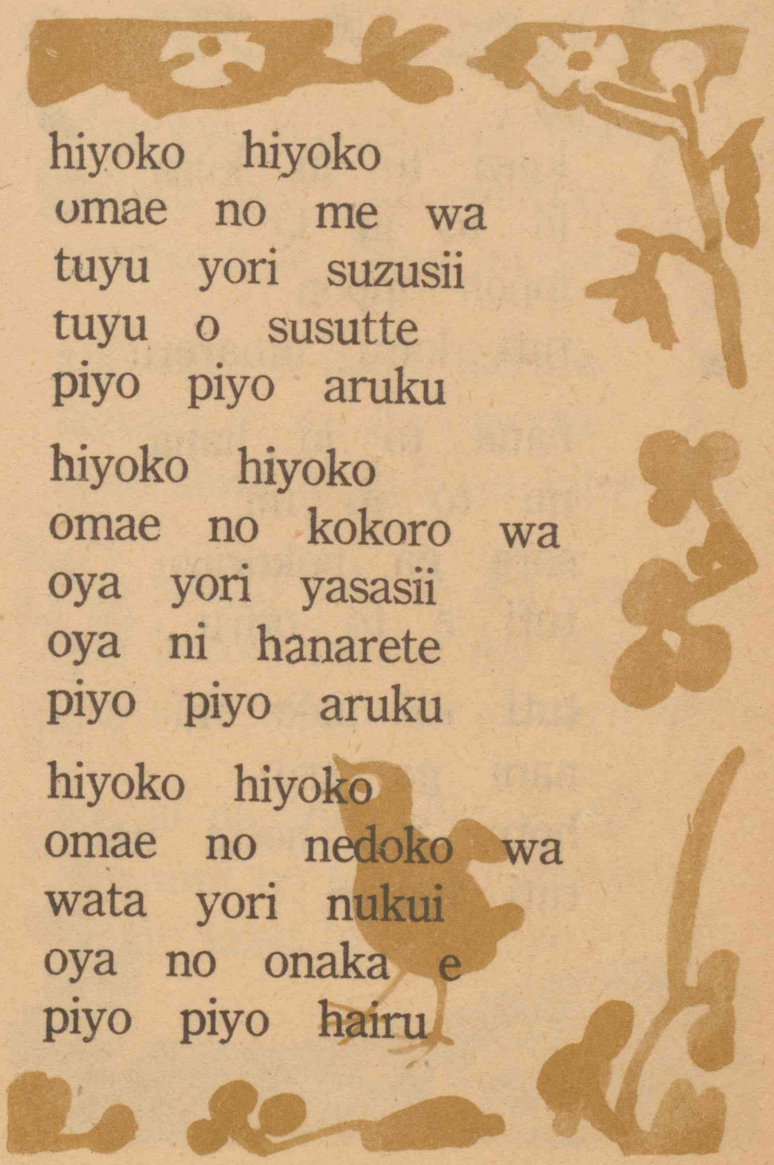 hiyoko hiyoko
omae no me wa
tuyu yori suzusii
tuyu o susutte
piyo piyo aruku
hiyoko hiyoko
omae no kokoro wa
oya yori yasasii
oya ni hanarete
piyo piyo aruku
hiyoko hiyoko
omae no nedoko wa
wata yori nukui
oya no onaka e
piyo piyo hairu